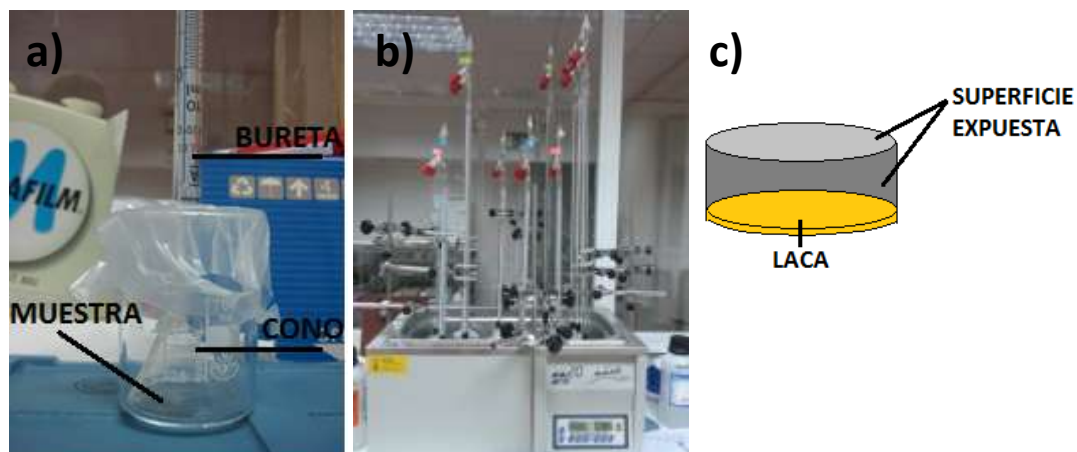 a)
BURETA
AFILM.
MUESTRA
CONO
b)
c)
SUPERFICIE
EXPUESTA
LACA